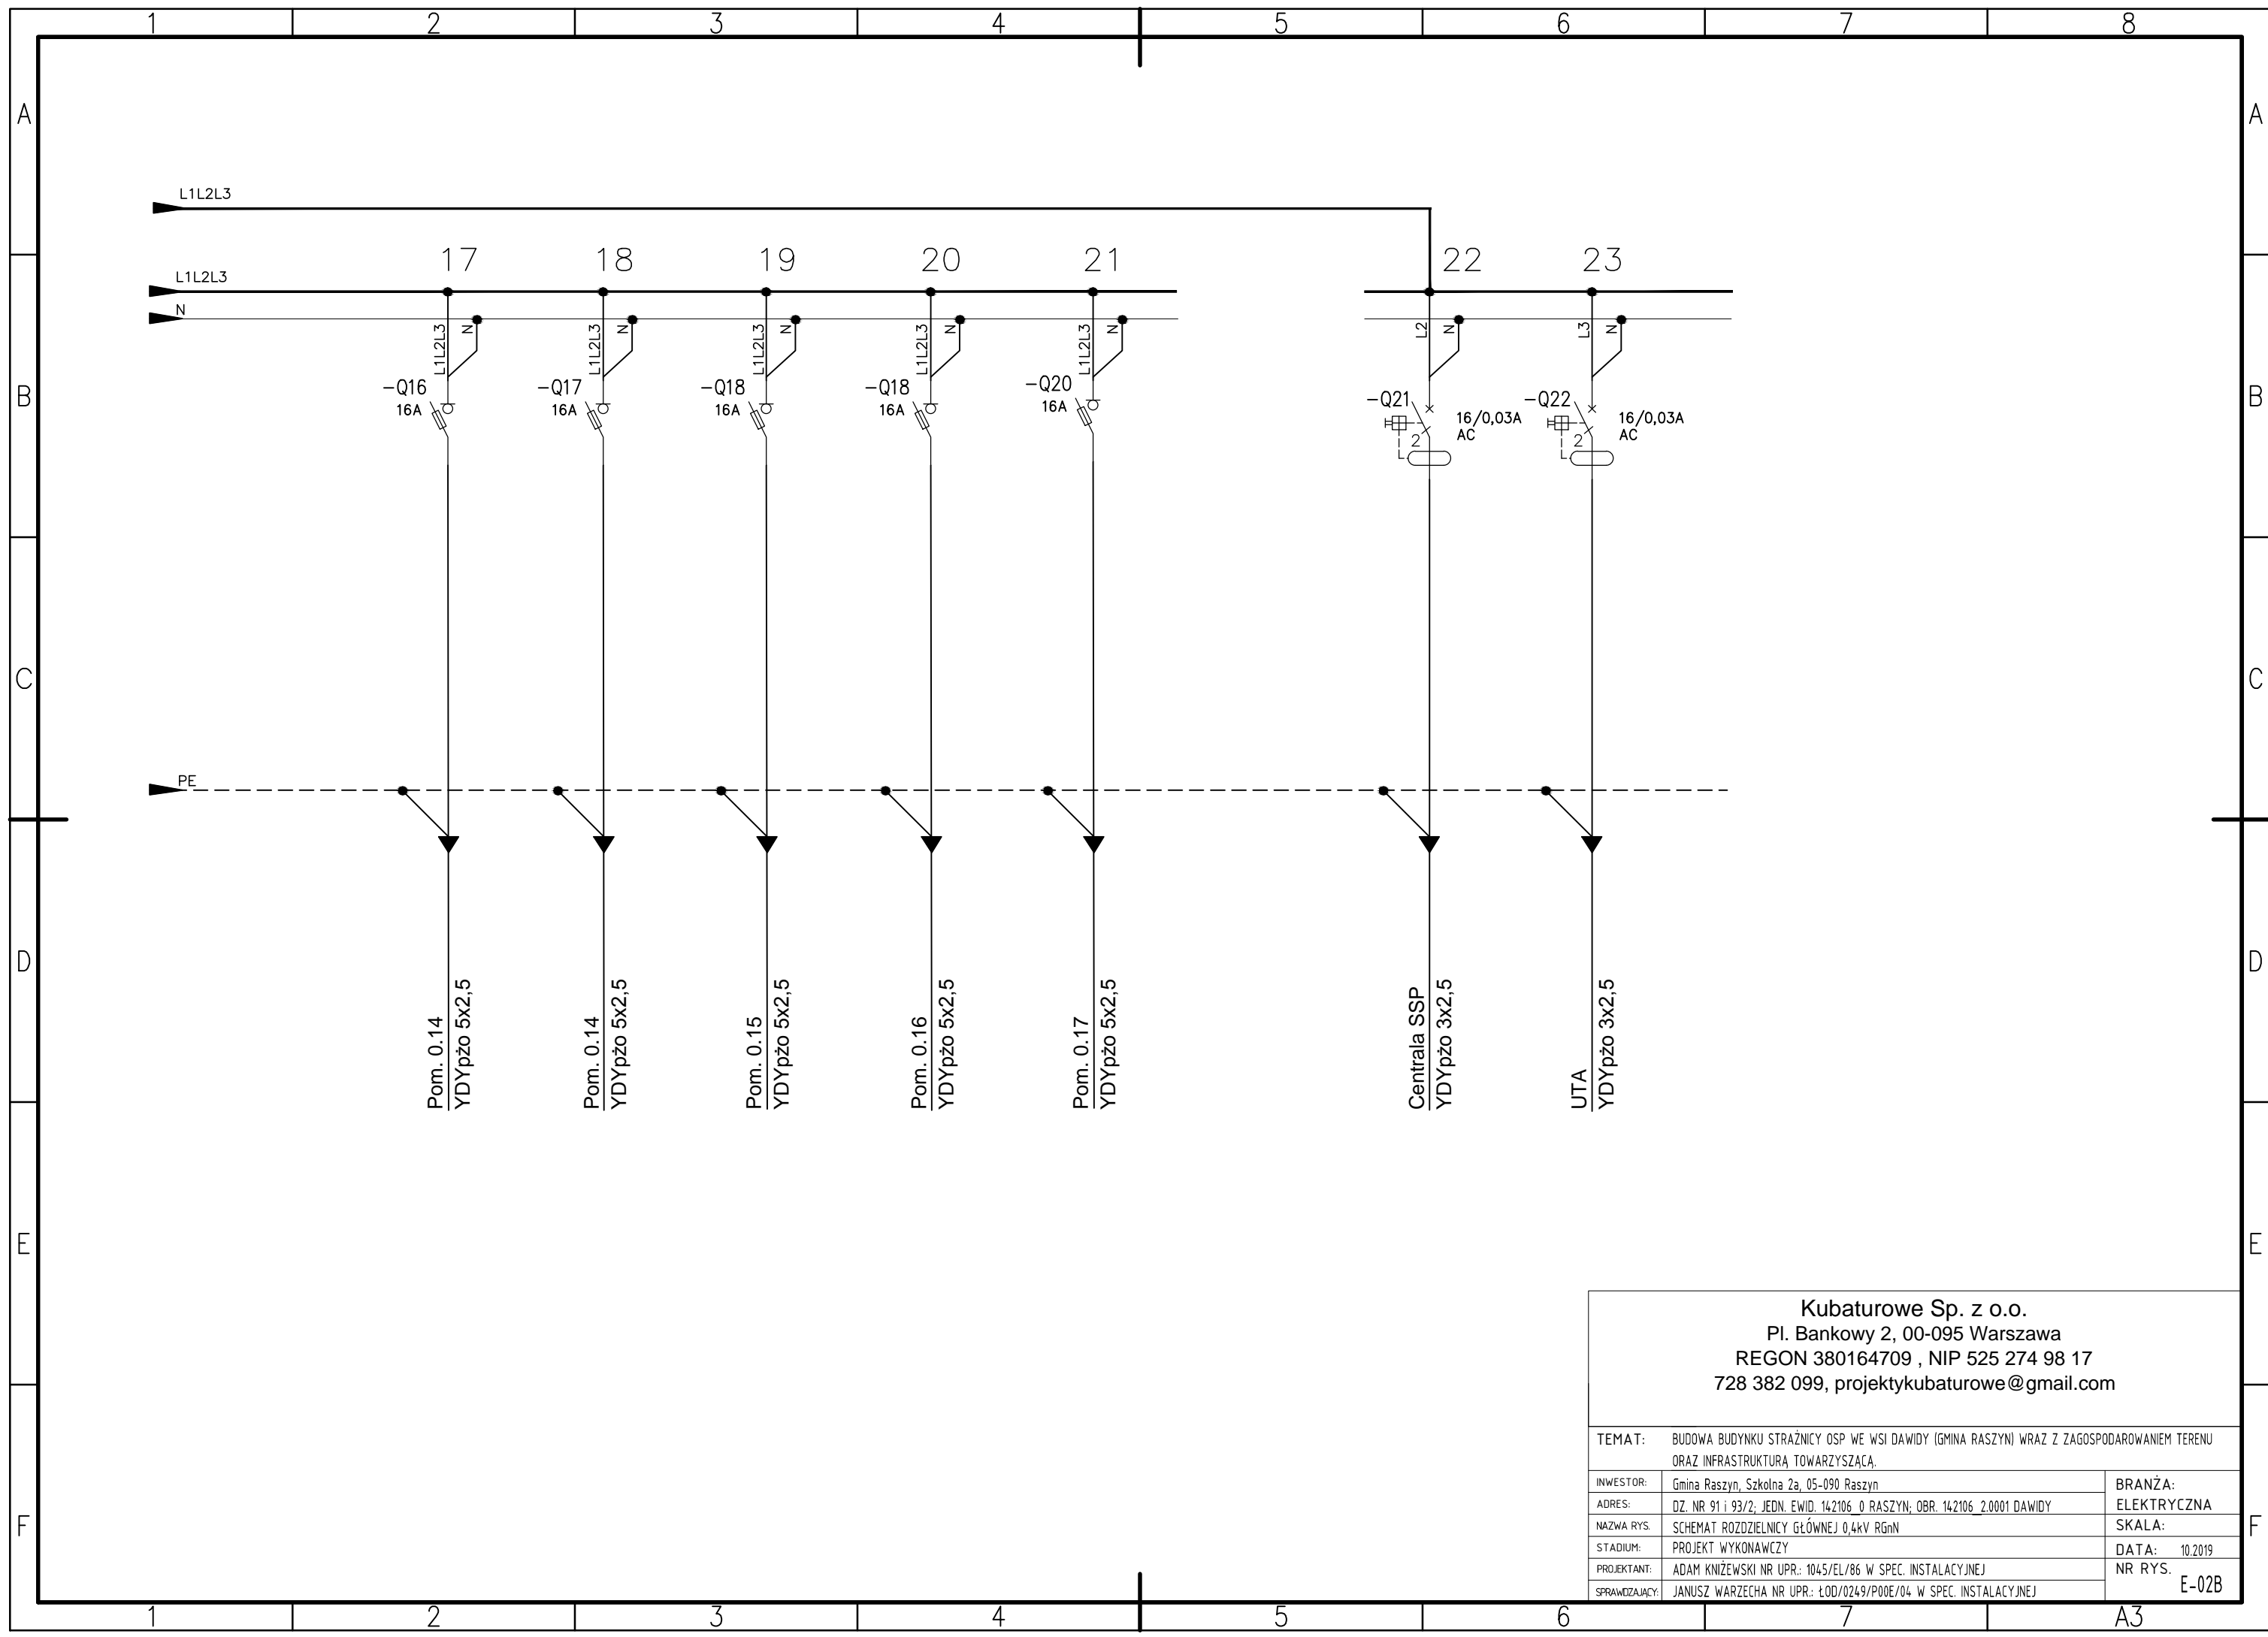 1 2 3 4 5 6 7 8
A A
L1L2L3
17 18 19 20 21 22 23
L1L2L3
N
L1L2L3 N L1L2L3 N L1L2L3 N L1L2L3 N L1L2L3 N L2 N L3 N
B B
-Q16 16A
-Q17 16A
-Q18 16A
-Q18 16A
-Q20 16A
-Q21 2 16/0,03A
AC
-Q22 2 16/0,03A
AC
C C
PE
D D
Pom. 0.14
YDYpżo 5x2,5
Pom. 0.14
YDYpżo 5x2,5
Pom. 0.15
YDYpżo 5x2,5
Pom. 0.16
YDYpżo 5x2,5
Pom. 0.17
YDYpżo 5x2,5
Centrala SSP
YDYpżo 3x2,5
UTA
YDYpżo 3x2,5
E E
Kubaturowe Sp. z o.o.
Pl. Bankowy 2, 00-095 Warszawa
REGON 380164709 , NIP 525 274 98 17
728 382 099, projektykubaturowe@gmail.com
TEMAT: BUDOWA BUDYNKU STRAŻNICY OSP WE WSI DAWIDY (GMINA RASZYN) WRAZ Z ZAGOSPODAROWANIEM TERENU
ORAZ INFRASTRUKTURĄ TOWARZYSZĄCĄ.
INWESTOR: Gmina Raszyn, Szkolna 2a, 05-090 Raszyn
BRANŻA:
ADRES: DZ. NR 91 i 93/2; JEDN. EWID. 142106_0 RASZYN; OBR. 142106_2.0001 DAWIDY
ELEKTRYCZNA
NAZWA RYS. SCHEMAT ROZDZIELNICY GŁÓWNEJ 0,4kV RGnN
SKALA:
STADIUM: PROJEKT WYKONAWCZY
DATA: 10.2019
PROJEKTANT: ADAM KNIŻEWSKI NR UPR.: 1045/EL/86 W SPEC. INSTALACYJNEJ
NR RYS.
E-02B
SPRAWDZAJĄCY: JANUSZ WARZECHA NR UPR.: ŁOD/0249/POOE/04 W SPEC. INSTALACYJNEJ
F F
1 2 3 4 5 6 7 A3